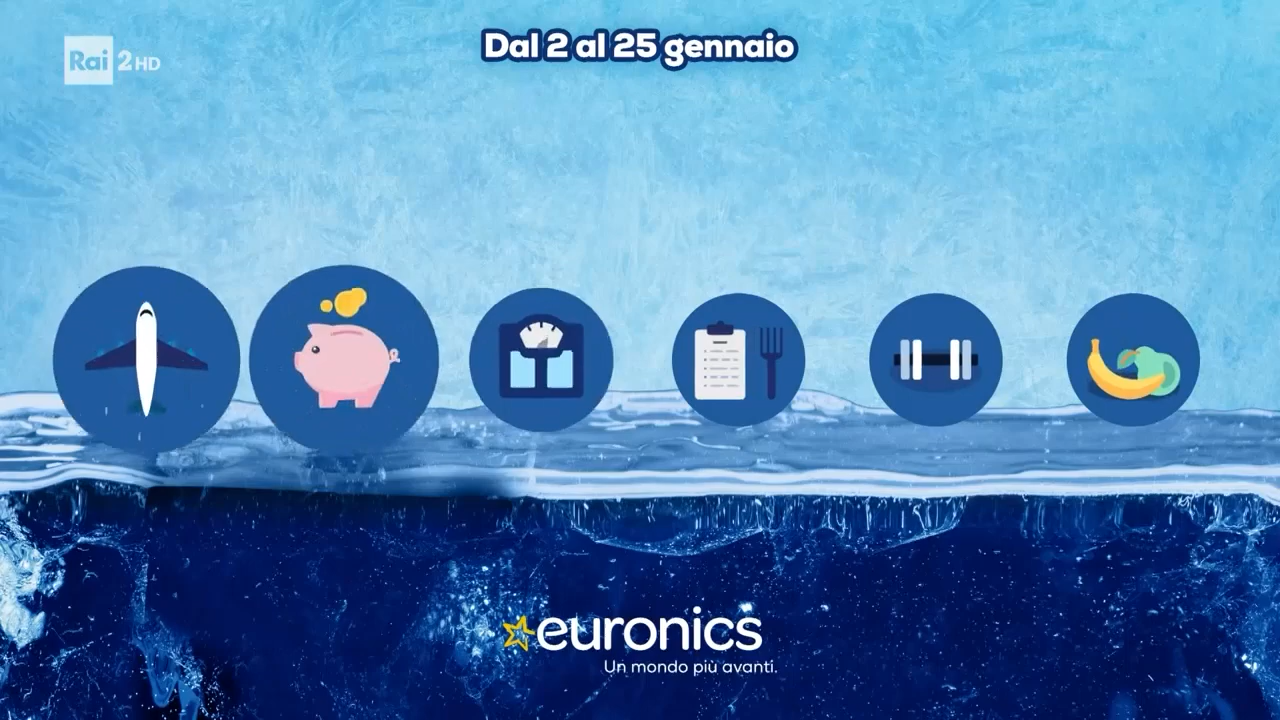 Dal 2 al 25 gennaio
Rai 2HD
euronics
Un mondo più avanti.